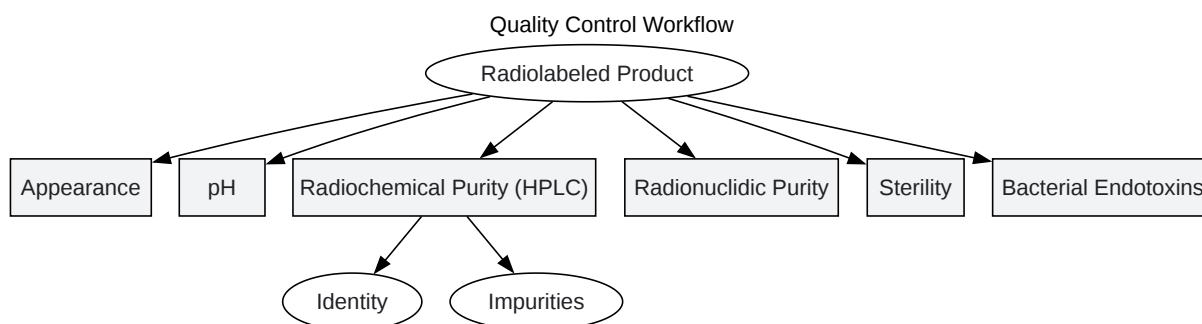 Quality Control Workflow
Radiolabeled Product
Appearance
pH
Radiochemical Purity (HPLC)
Radionuclidic Purity
Sterility
Bacterial Endotoxins
Identity
Impurities